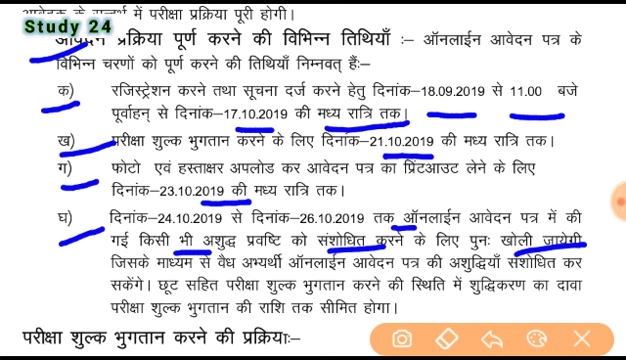 आवेदक के सन्दर्भ में परीक्षा प्रक्रिया पूरी होगी।
Study 24
आवेदन प्रक्रिया पूर्ण करने की विभिन्न तिथियाँ :– ऑनलाईन आवेदन पत्र के
विभिन्न चरणों को पूर्ण करने की तिथियाँ निम्नवत् हैं:–
क) रजिस्ट्रेशन करने तथा सूचना दर्ज करने हेतु दिनांक–18.09.2019 से 11.00 बजे
पूर्वाहन् से दिनांक–17.10.2019 की मध्य रात्रि तक।
ख) परीक्षा शुल्क भुगतान करने के लिए दिनांक–21.10.2019 की मध्य रात्रि तक।
ग) फोटो एवं हस्ताक्षर अपलोड कर आवेदन पत्र का प्रिंटआउट लेने के लिए
दिनांक–23.10.2019 की मध्य रात्रि तक।
घ) दिनांक–24.10.2019 से दिनांक–26.10.2019 तक ऑनलाईन आवेदन पत्र में की
गई किसी भी अशुद्ध प्रवष्टि को संशोधित करने के लिए पुनः खोली जायेगी
जिसके माध्यम से वैध अभ्यर्थी ऑनलाईन आवेदन पत्र की अशुद्धियाँ संशोधित कर
सकेंगे। छूट सहित परीक्षा शुल्क भुगतान करने की स्थिति में शुद्धिकरण का दावा
परीक्षा शुल्क भुगतान की राशि तक सीमित होगा।
परीक्षा शुल्क भुगतान करने की प्रक्रियाः–